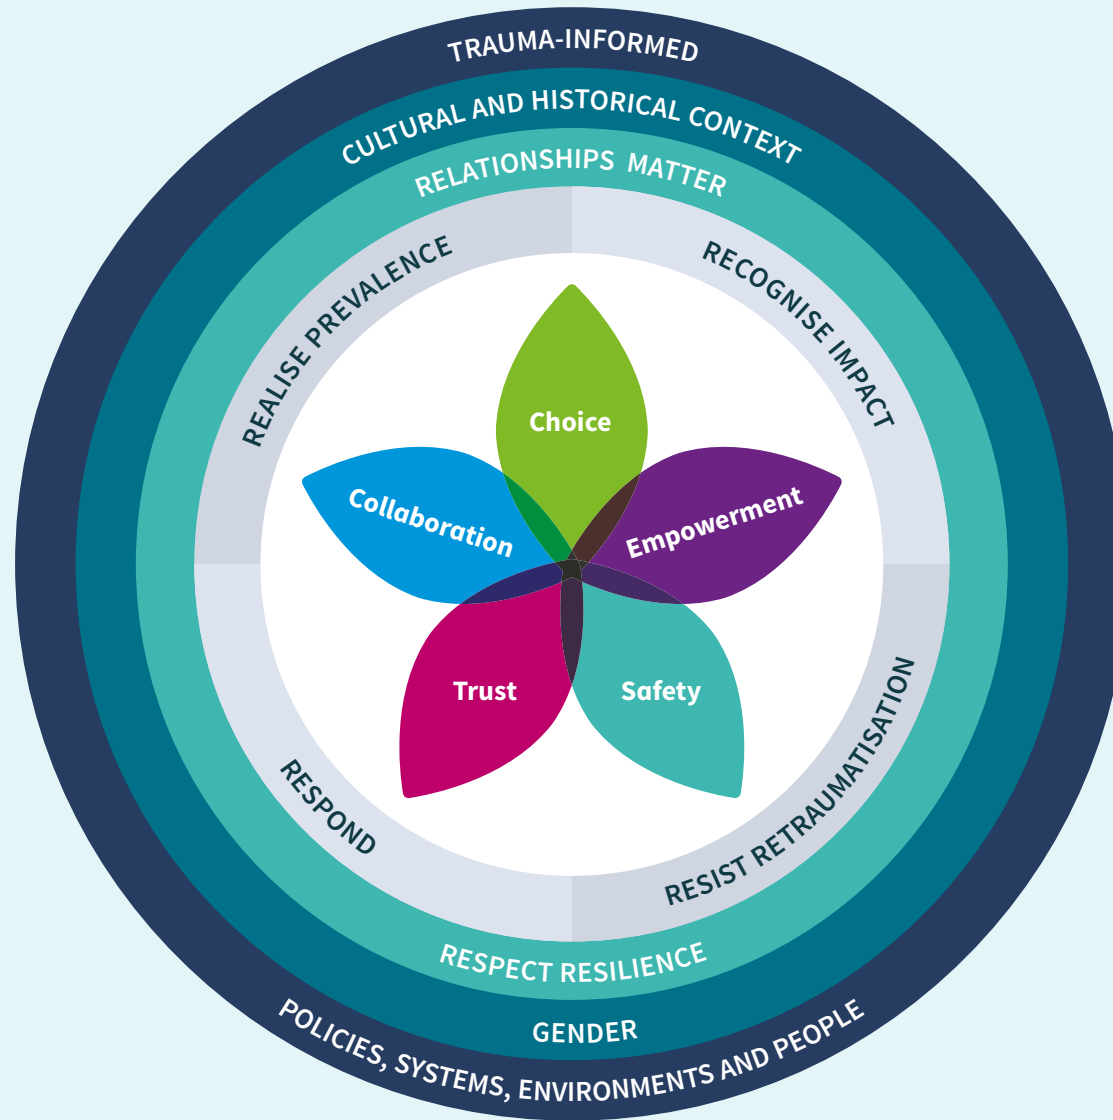 TRAUMA-INFORMED
CULTURAL AND HISTORICAL CONTEXT
RELATIONSHIPS MATTER
REALISE PREVALENCE
RECOGNISE IMPACT
Choice
Collaboration
Empowerment
Trust
Safety
RESPOND
RESIST RETRAUMATISATION
RESPECT RESILIENCE
GENDER
POLICIES, SYSTEMS, ENVIRONMENTS AND PEOPLE